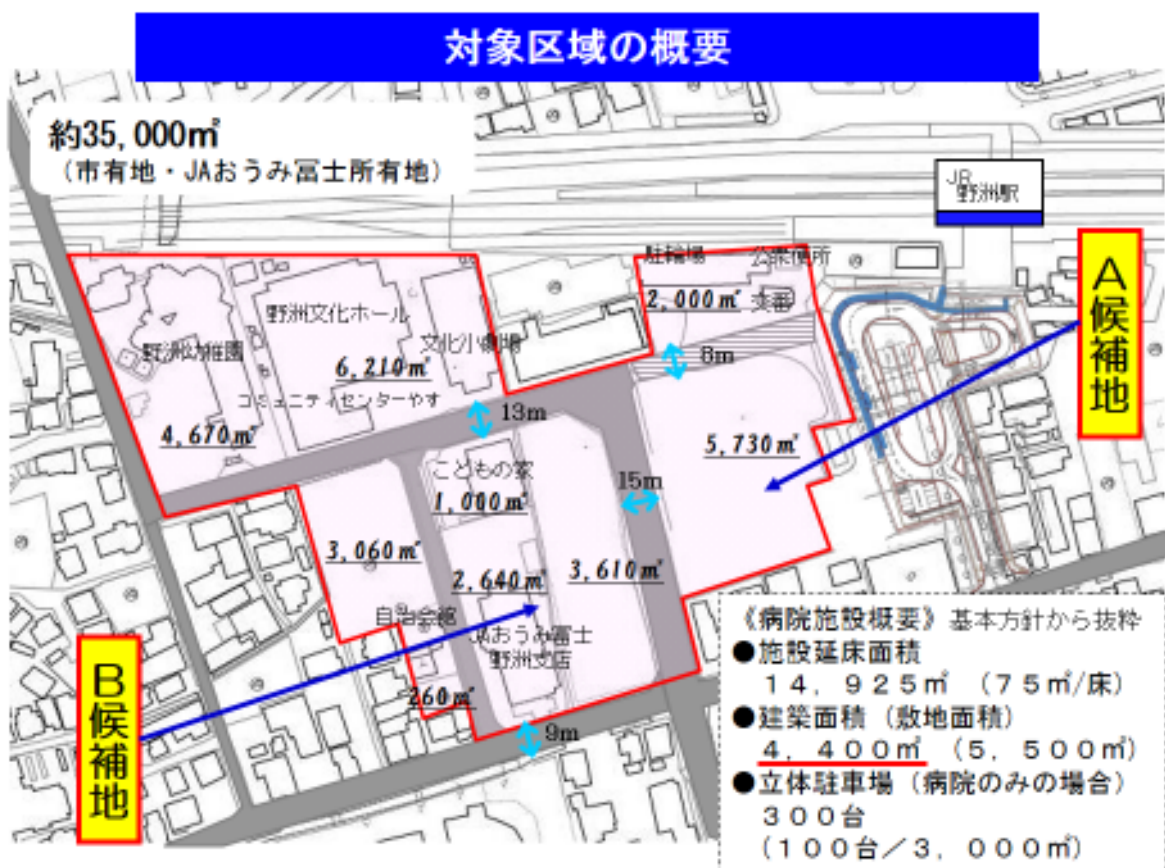 対象区域の概要
約35,000㎡
（市有地・JAおうみ冨士所有地）
JR
野洲駅
A候補地
駐輪場
公衆便所
2,000㎡
交番
野洲文化ホール
文化小劇場
野洲幼稚園
6,210㎡
コミュニティセンターやす
4,670㎡
8m
13m
5,730㎡
こどもの家
1,000㎡
15m
3,060㎡
2,640㎡
3,610㎡
自治会館
JAおうみ冨士
野洲支店
260㎡
9m
B候補地
《病院施設概要》基本方針から抜粋
●施設延床面積
14，925㎡（75㎡/床）
●建築面積（敷地面積）
4，400㎡（5，500㎡）
●立体駐車場（病院のみの場合）
300台
（100台／3，000㎡）